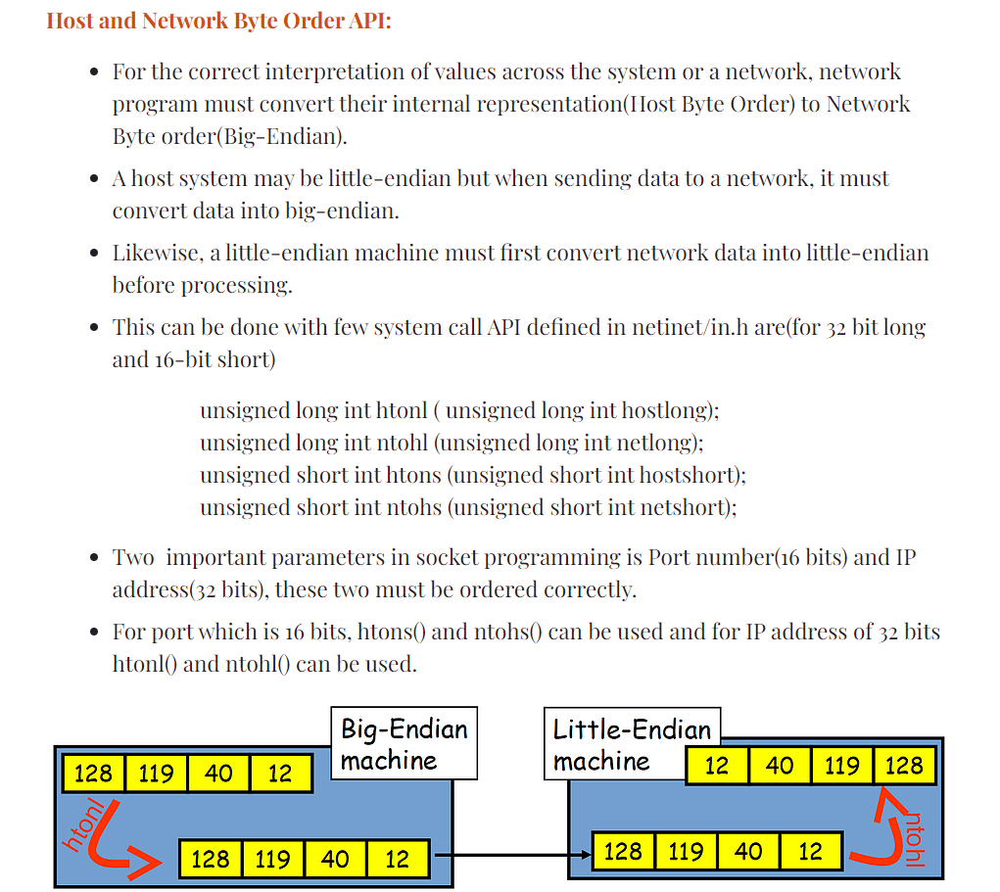 Host and Network Byte Order API:
• For the correct interpretation of values across the system or a network, network
program must convert their internal representation(Host Byte Order) to Network
Byte order(Big-Endian).
• A host system may be little-endian but when sending data to a network, it must
convert data into big-endian.
• Likewise, a little-endian machine must first convert network data into little-endian
before processing.
• This can be done with few system call API defined in netinet/in.h are(for 32 bit long
and 16-bit short)
unsigned long int htonl ( unsigned long int hostlong);
unsigned long int ntohl (unsigned long int netlong);
unsigned short int htons (unsigned short int hostshort);
unsigned short int ntohs (unsigned short int netshort);
• Two  important parameters in socket programming is Port number(16 bits) and IP
address(32 bits), these two must be ordered correctly.
• For port which is 16 bits, htons() and ntohs() can be used and for IP address of 32 bits
htonl() and ntohl() can be used.
Big-Endian
machine
128 119 40 12
htonl
128 119 40 12
Little-Endian
machine
12 40 119 128
128 119 40 12
ntohl